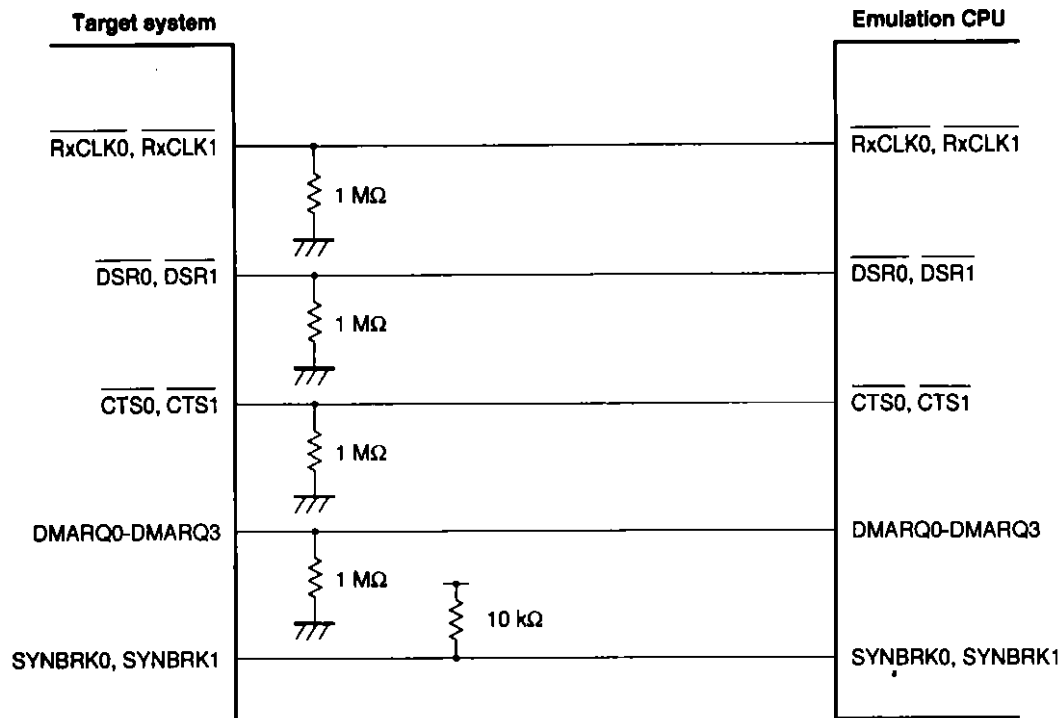 Target system
Emulation CPU
RxCLK0, RxCLK1
RxCLK0, RxCLK1
1 MΩ
DSR0, DSR1
DSR0, DSR1
1 MΩ
CTS0, CTS1
CTS0, CTS1
1 MΩ
DMARQ0-DMARQ3
DMARQ0-DMARQ3
1 MΩ
10 kΩ
SYNBRK0, SYNBRK1
SYNBRK0, SYNBRK1